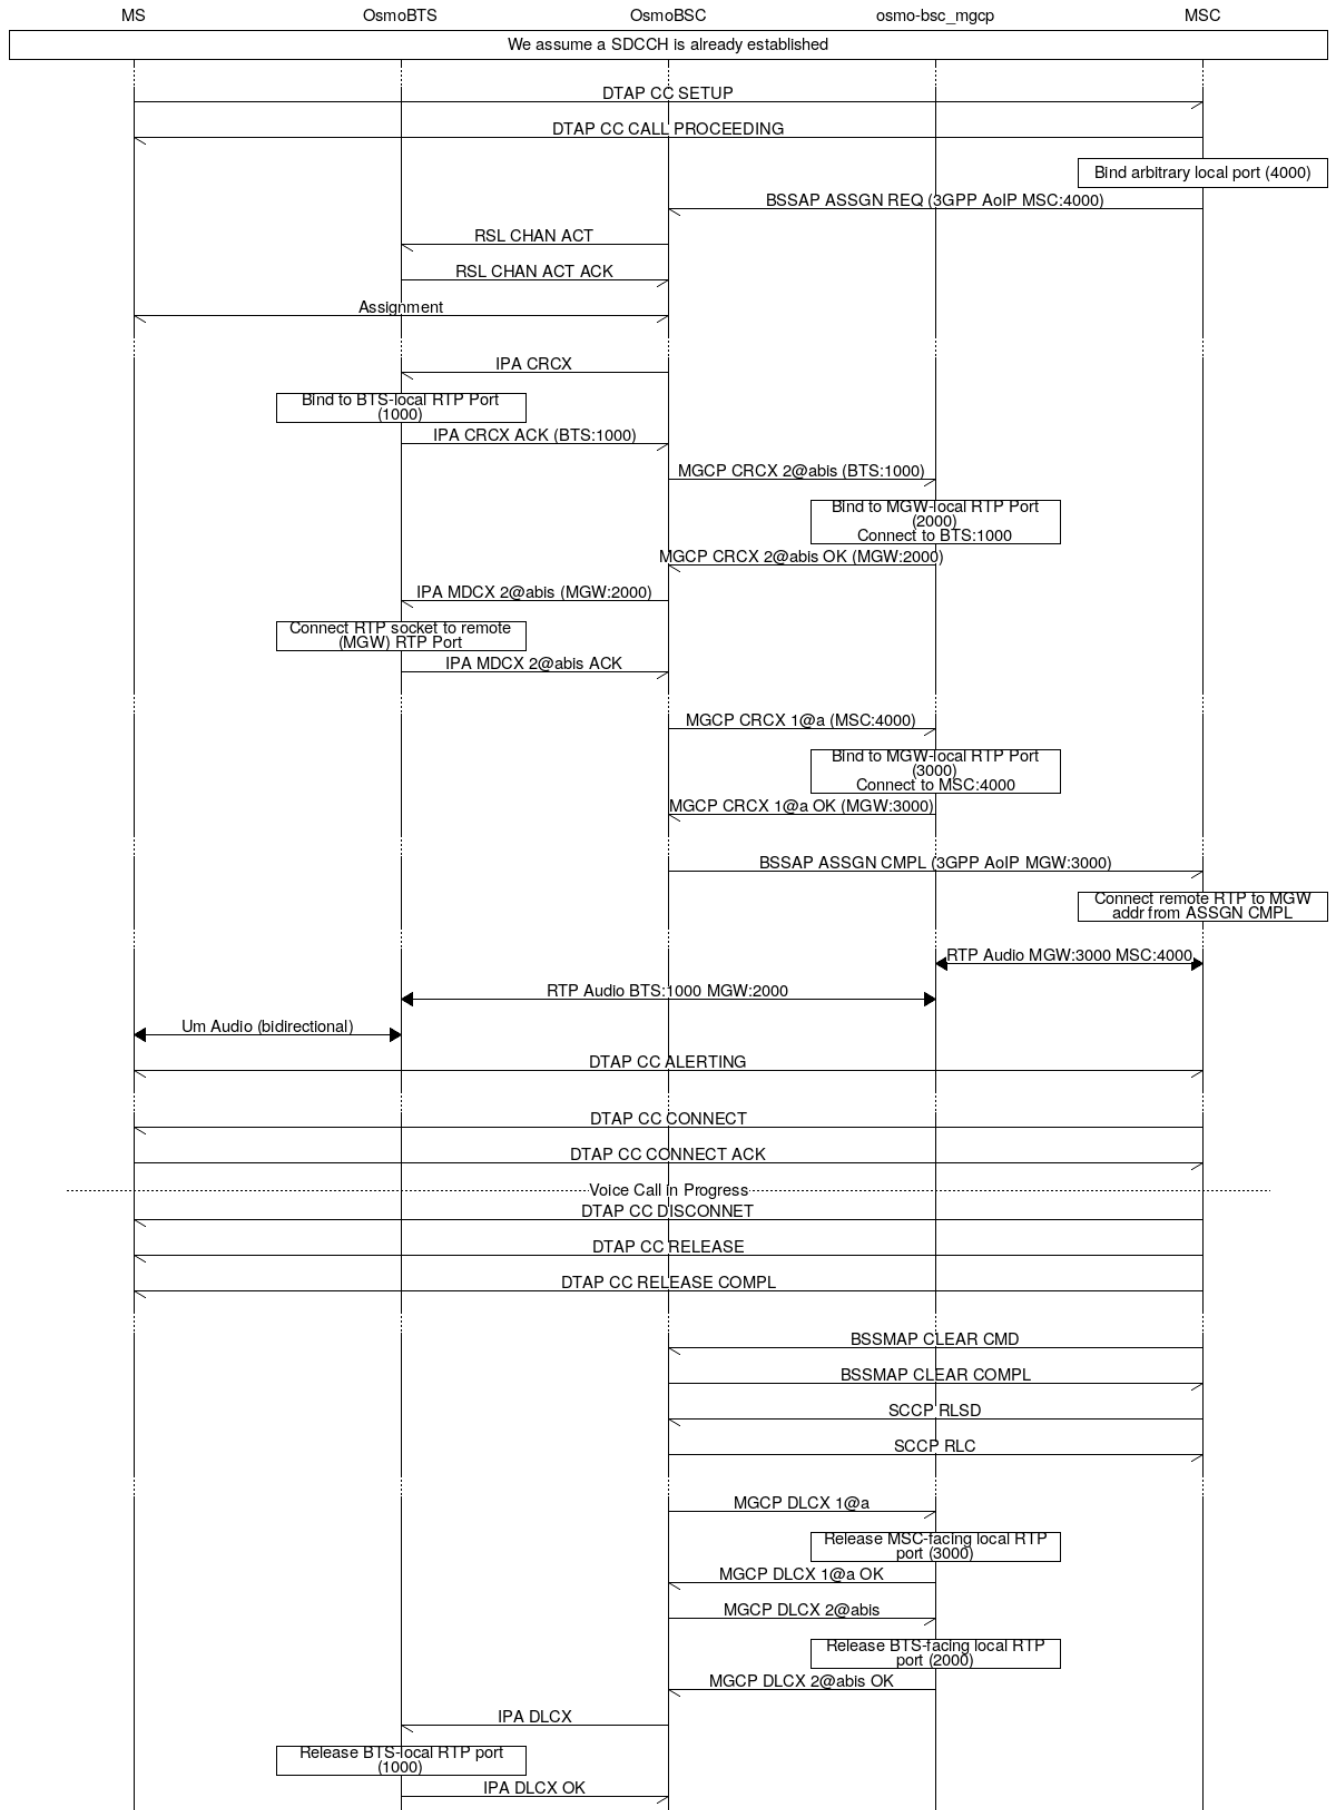 MS OsmoBTS OsmoBSC osmo-bsc_mgcp MSC
We assume a SDCCH is already established
DTAP CC SETUP
DTAP CC CALL PROCEEDING
Bind arbitrary local port (4000)
BSSAP ASSGN REQ (3GPP AoIP MSC:4000)
RSL CHAN ACT
RSL CHAN ACT ACK
Assignment
IPA CRCX
Bind to BTS-local RTP Port
(1000)
IPA CRCX ACK (BTS:1000)
MGCP CRCX 2@abis (BTS:1000)
Bind to MGW-local RTP Port
(2000)
Connect to BTS:1000
MGCP CRCX 2@abis OK (MGW:2000)
IPA MDCX 2@abis (MGW:2000)
Connect RTP socket to remote
(MGW) RTP Port
IPA MDCX 2@abis ACK
MGCP CRCX 1@a (MSC:4000)
Bind to MGW-local RTP Port
(3000)
Connect to MSC:4000
MGCP CRCX 1@a OK (MGW:3000)
BSSAP ASSGN CMPL (3GPP AoIP MGW:3000)
Connect remote RTP to MGW
addr from ASSGN CMPL
RTP Audio MGW:3000 MSC:4000
RTP Audio BTS:1000 MGW:2000
Um Audio (bidirectional)
DTAP CC ALERTING
DTAP CC CONNECT
DTAP CC CONNECT ACK
Voice Call in Progress
DTAP CC DISCONNET
DTAP CC RELEASE
DTAP CC RELEASE COMPL
BSSMAP CLEAR CMD
BSSMAP CLEAR COMPL
SCCP RLSD
SCCP RLC
MGCP DLCX 1@a
Release MSC-facing local RTP
port (3000)
MGCP DLCX 1@a OK
MGCP DLCX 2@abis
Release BTS-facing local RTP
port (2000)
MGCP DLCX 2@abis OK
IPA DLCX
Release BTS-local RTP port
(1000)
IPA DLCX OK